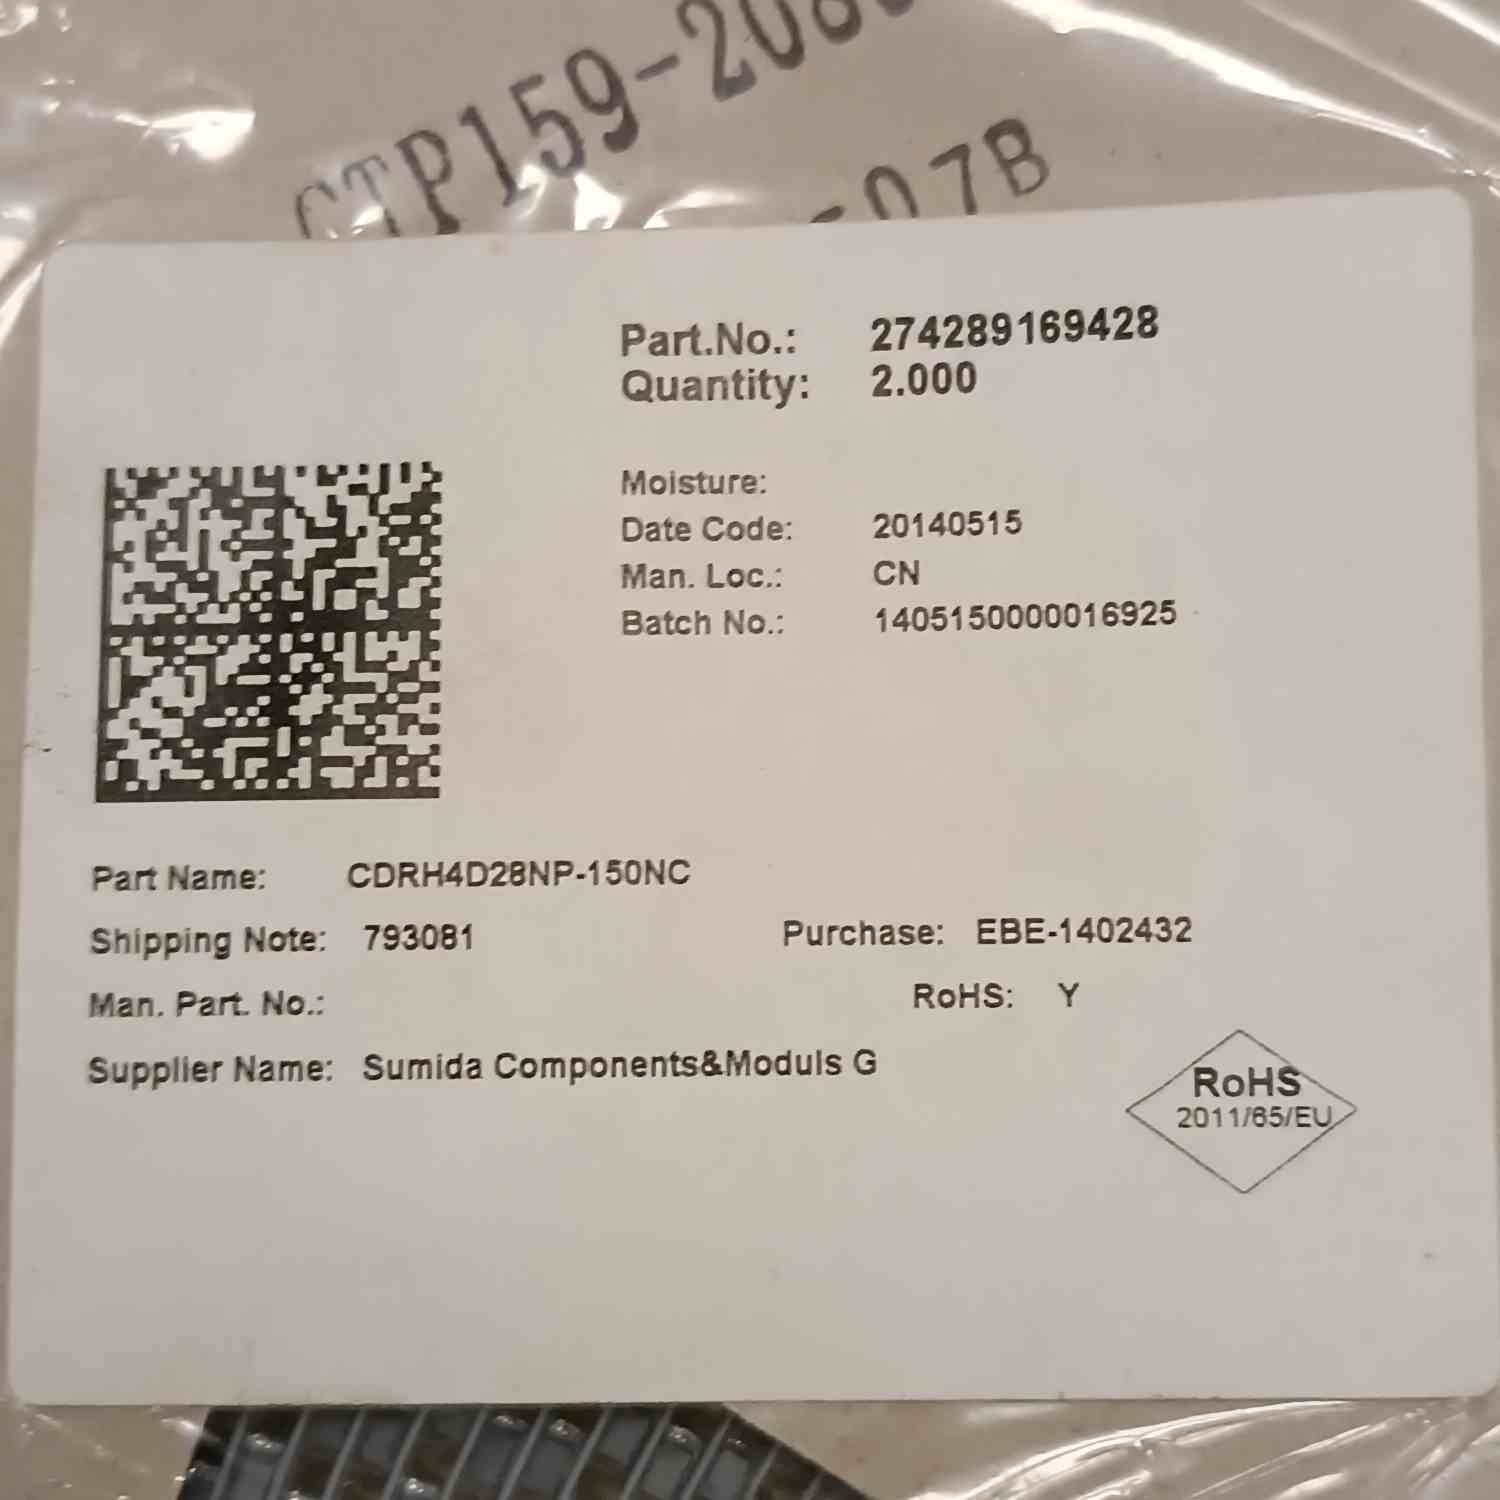 CTP159-208
-07B
Part.No.: 274289169428
Quantity: 2.000
Moisture:
Date Code: 20140515
Man. Loc.: CN
Batch No.: 1405150000016925
Part Name: CDRH4D28NP-150NC
Shipping Note: 793081 Purchase: EBE-1402432
Man. Part. No.:
RoHS: Y
Supplier Name: Sumida Components&Moduls G
RoHS
2011/65/EU